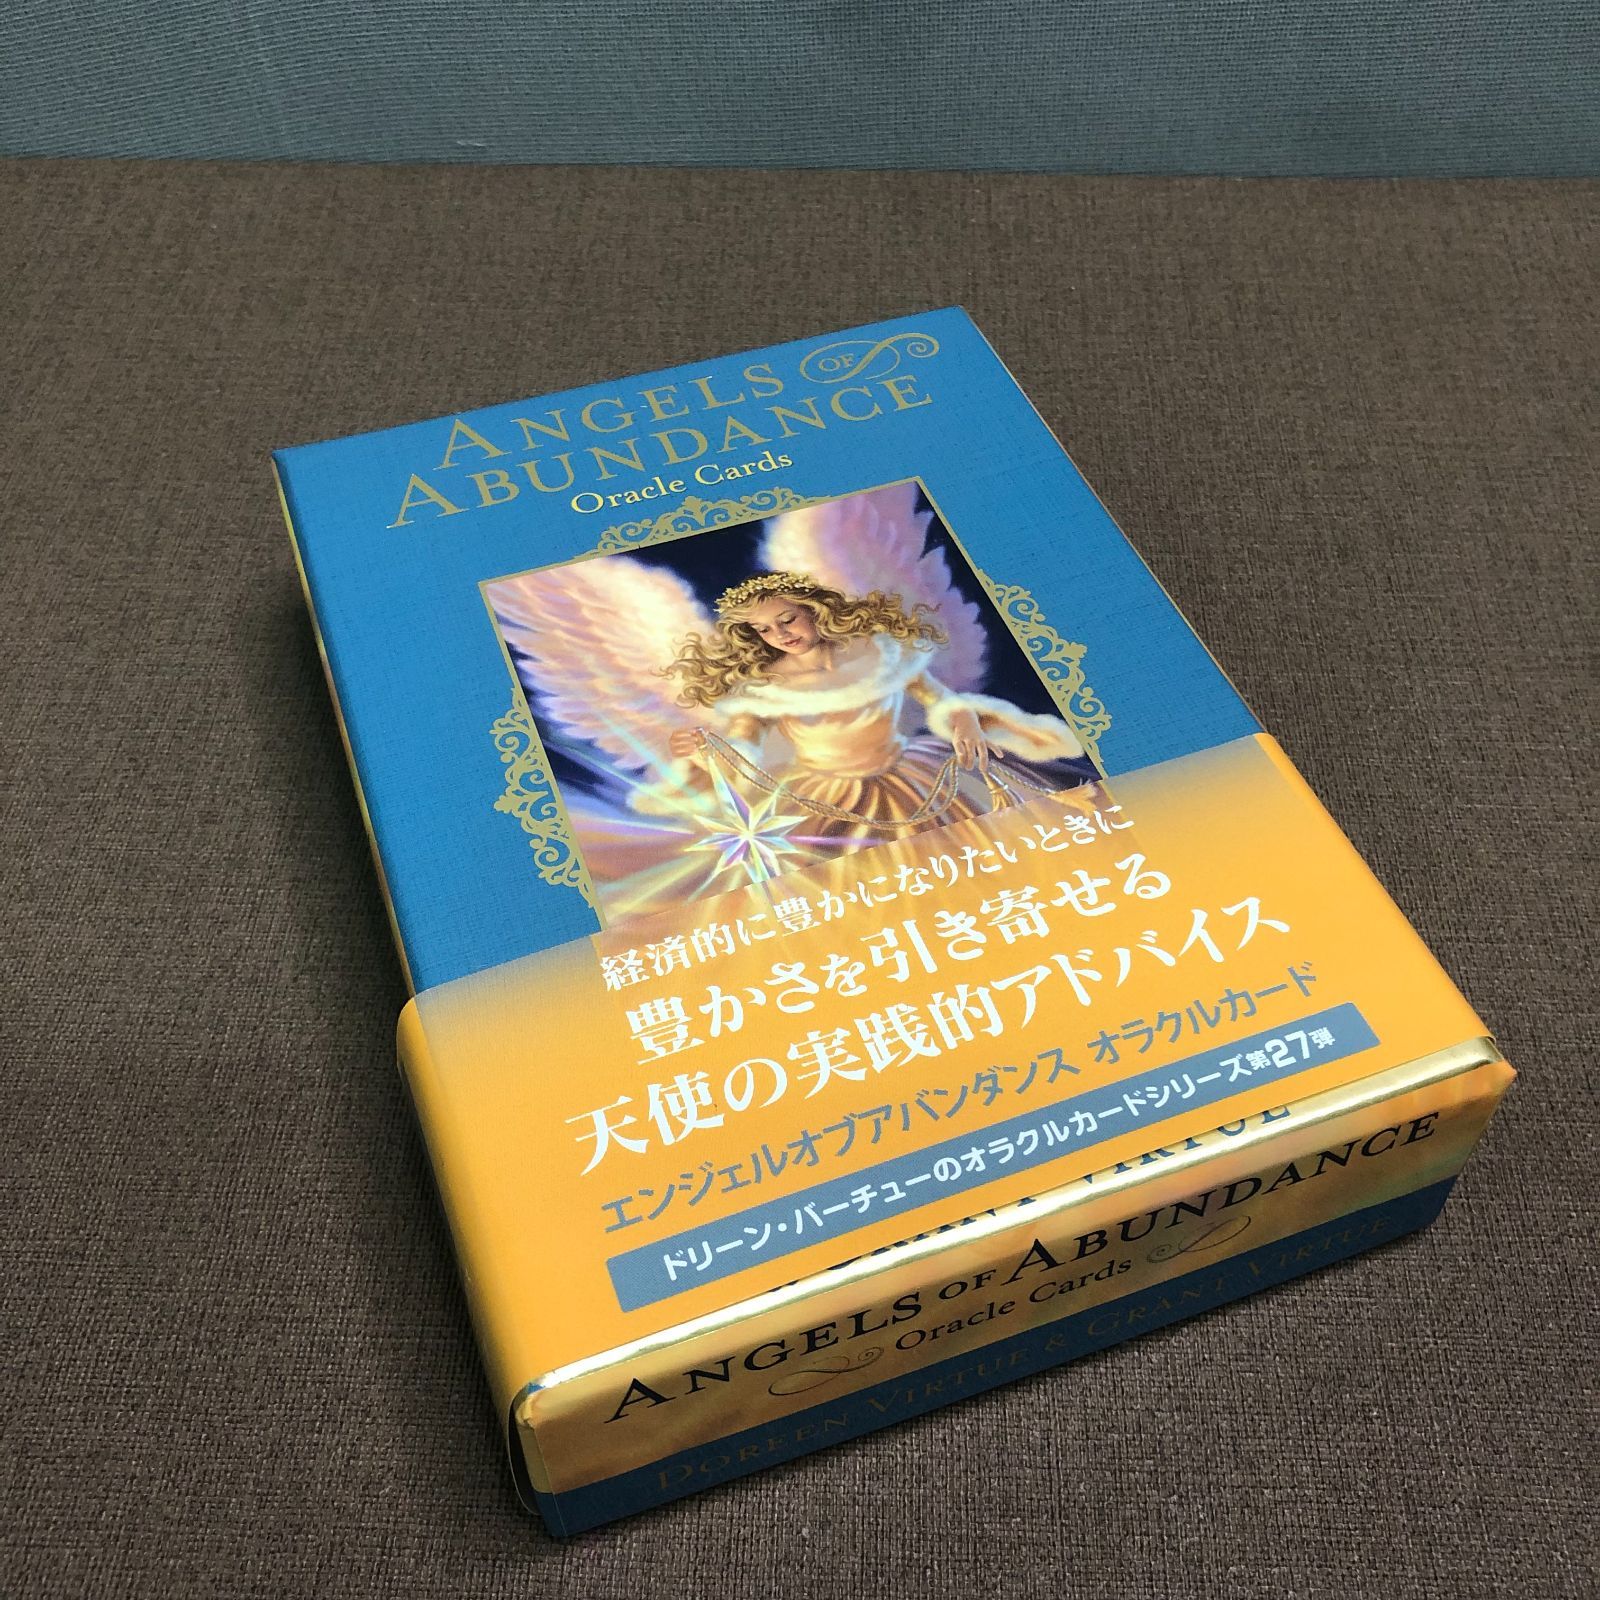 ANGELS OF
ABUNDANCE
Oracle Cards
経済的に豊かになりたいときに
豊かさを引き寄せる
天使の実践的アドバイス
エンジェルオブアバンダンス オラクルカード
ドリーン・バーチューのオラクルカードシリーズ第27弾
GRANT VIRTUE
ANGELS OF ABUNDANCE
Oracle Cards
DOREEN VIRTUE & GRANT VIRTUE